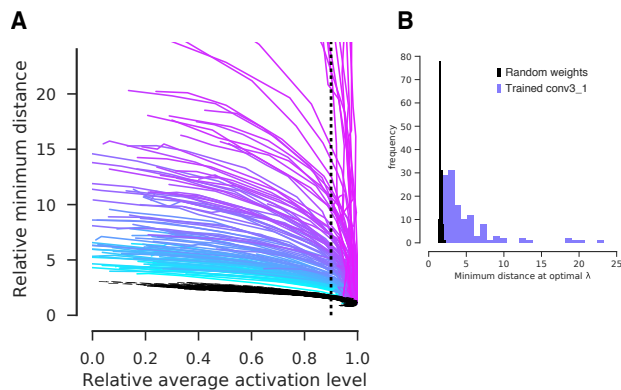 A
Relative minimum distance
20
15
10
5
0
0.0 0.2 0.4 0.6 0.8 1.0
Relative average activation level
B
80
70
60
50
40
30
20
10
0
frequency
Random weights
Trained conv3_1
0 5 10 15 20 25
Minimum distance at optimal λ